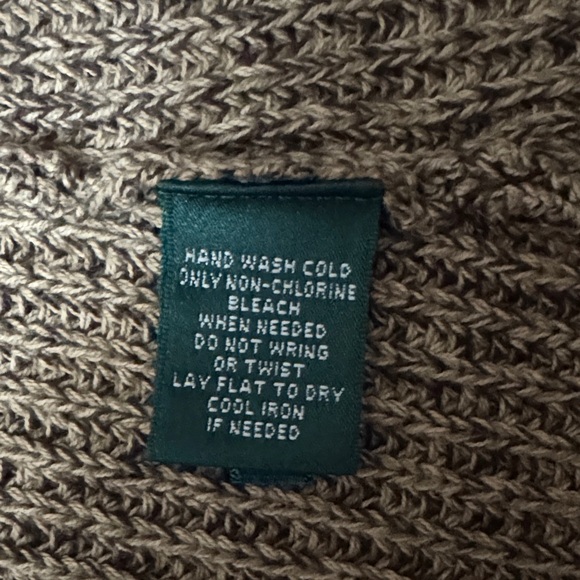 HAND WASH COLD
ONLY NON-CHLORINE
BLEACH
WHEN NEEDED
DO NOT WRING
OR TWIST
LAY FLAT TO DRY
COOL IRON
IF NEEDED